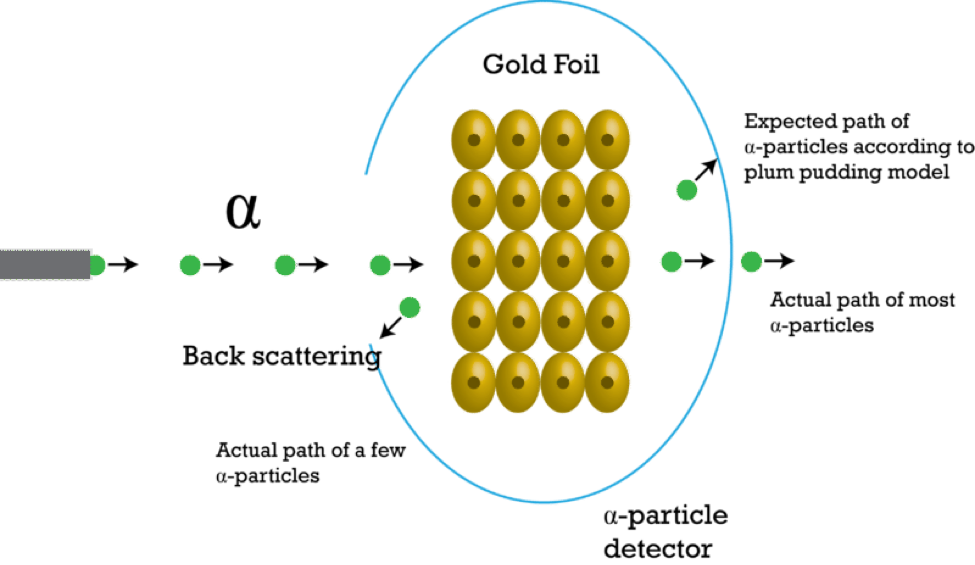 Gold Foil
Expected path of
α-particles according to
plum pudding model
α
Actual path of most
α-particles
Back scattering
Actual path of a few
α-particles
α-particle
detector